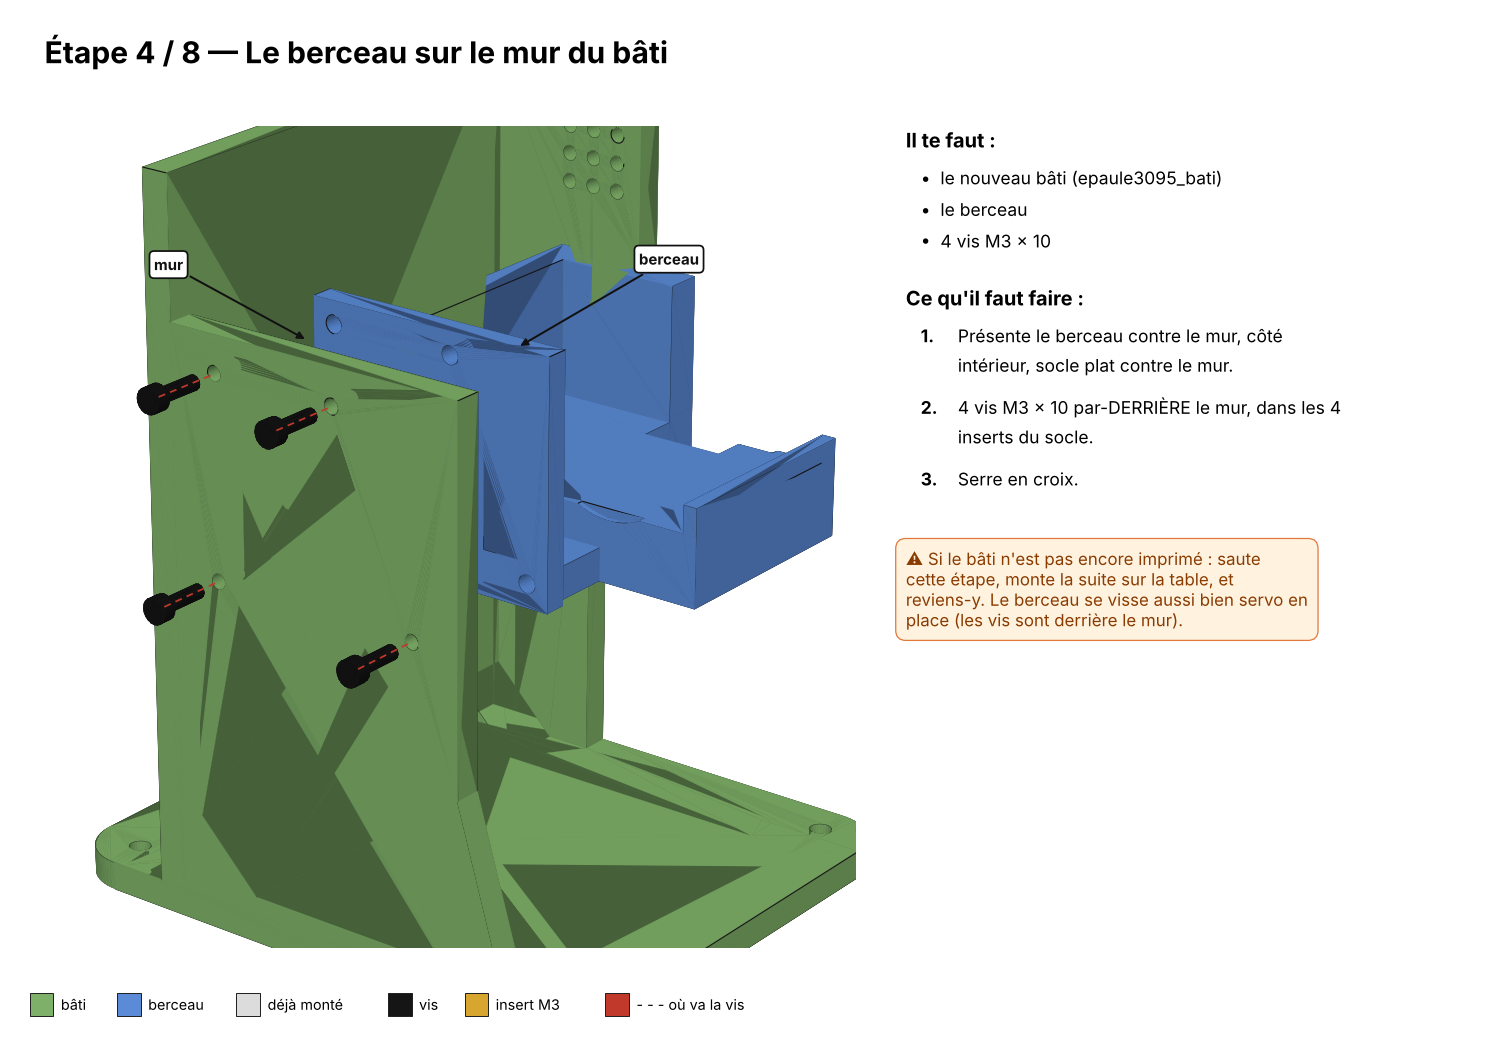 Étape 4 / 8 — Le berceau sur le mur du bâti
mur
berceau
Il te faut :
• le nouveau bâti (epaule3095_bati)
• le berceau
• 4 vis M3 × 10
Ce qu'il faut faire :
1. Présente le berceau contre le mur, côté
intérieur, socle plat contre le mur.
2. 4 vis M3 × 10 par-DERRIÈRE le mur, dans les 4
inserts du socle.
3. Serre en croix.
⚠ Si le bâti n'est pas encore imprimé : saute
cette étape, monte la suite sur la table, et
reviens-y. Le berceau se visse aussi bien servo en
place (les vis sont derrière le mur).
bâti berceau déjà monté vis insert M3 - - - où va la vis